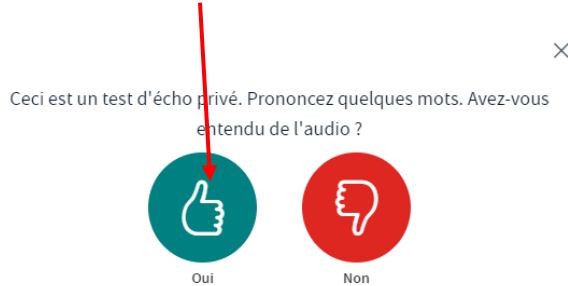 Ceci est un test d'écho privé. Prononcez quelques mots. Avez-vous
entendu de l'audio ?
Oui
Non